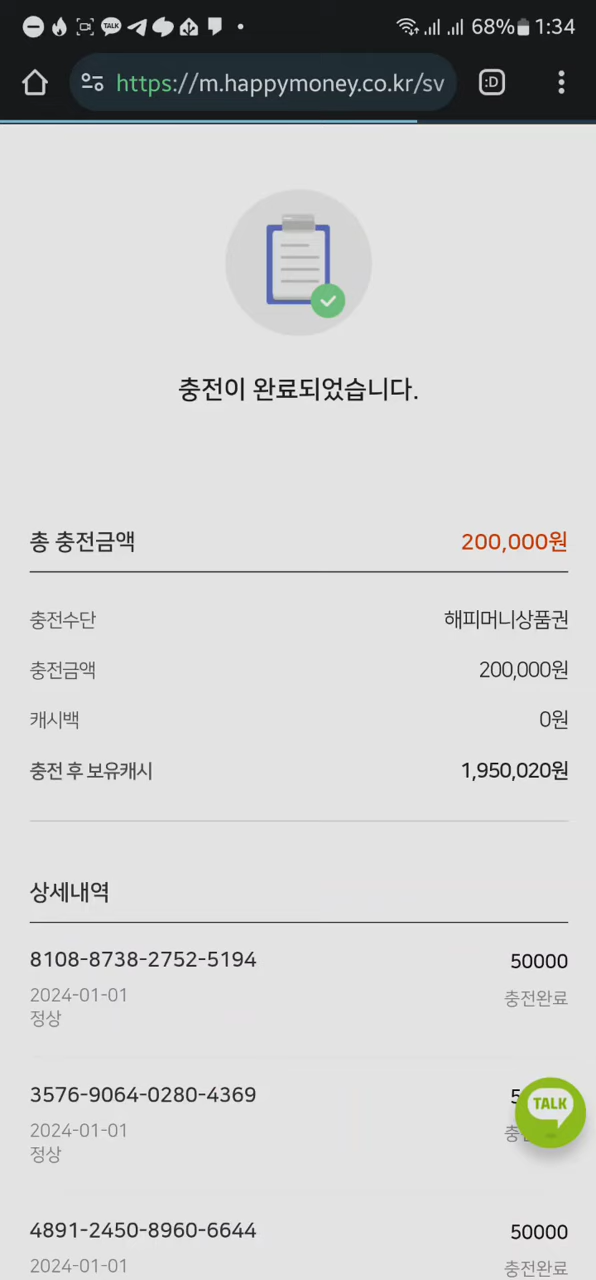 TALK
68% 1:34
https://m.happymoney.co.kr/sv
:D
충전이 완료되었습니다.
총 충전금액 200,000원
충전수단 해피머니상품권
충전금액 200,000원
캐시백 0원
충전 후 보유캐시 1,950,020원
상세내역
8108-8738-2752-5194 50000
2024-01-01 충전완료
정상
3576-9064-0280-4369
TALK
2024-01-01
정상
4891-2450-8960-6644 50000
2024-01-01 충전완료